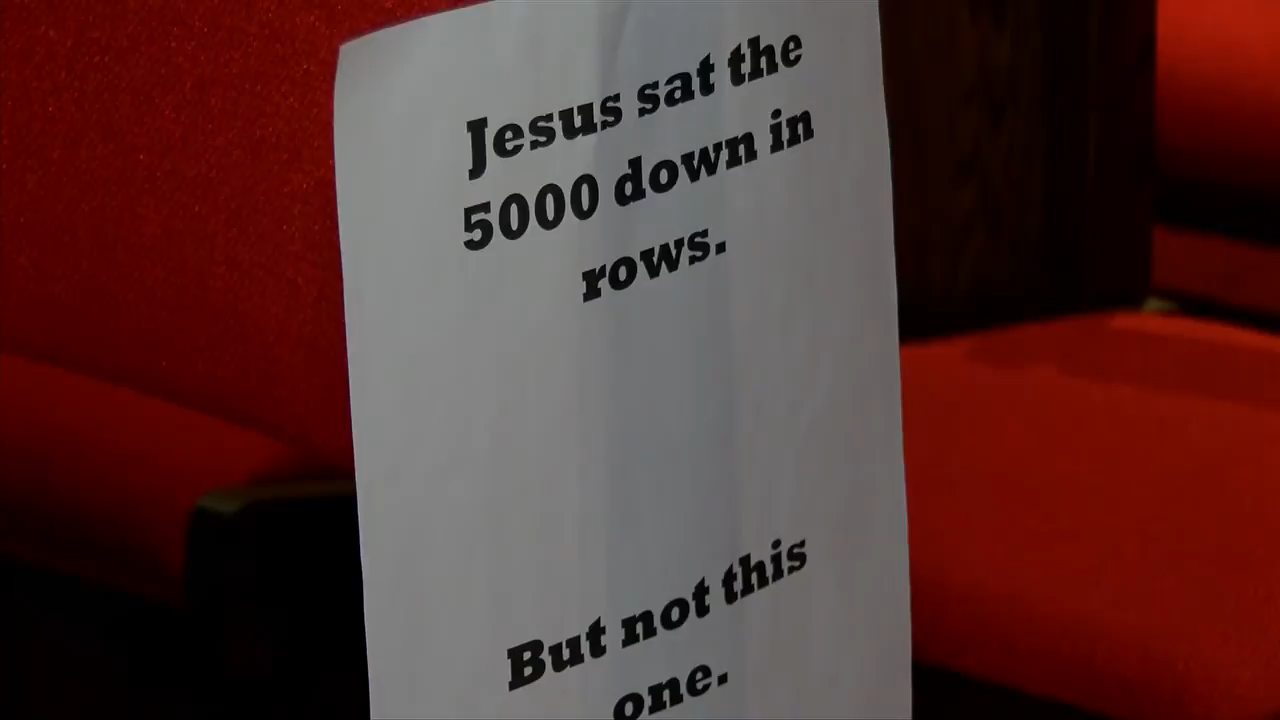 Jesus sat the
5000 down in
rows.
But not this
one.